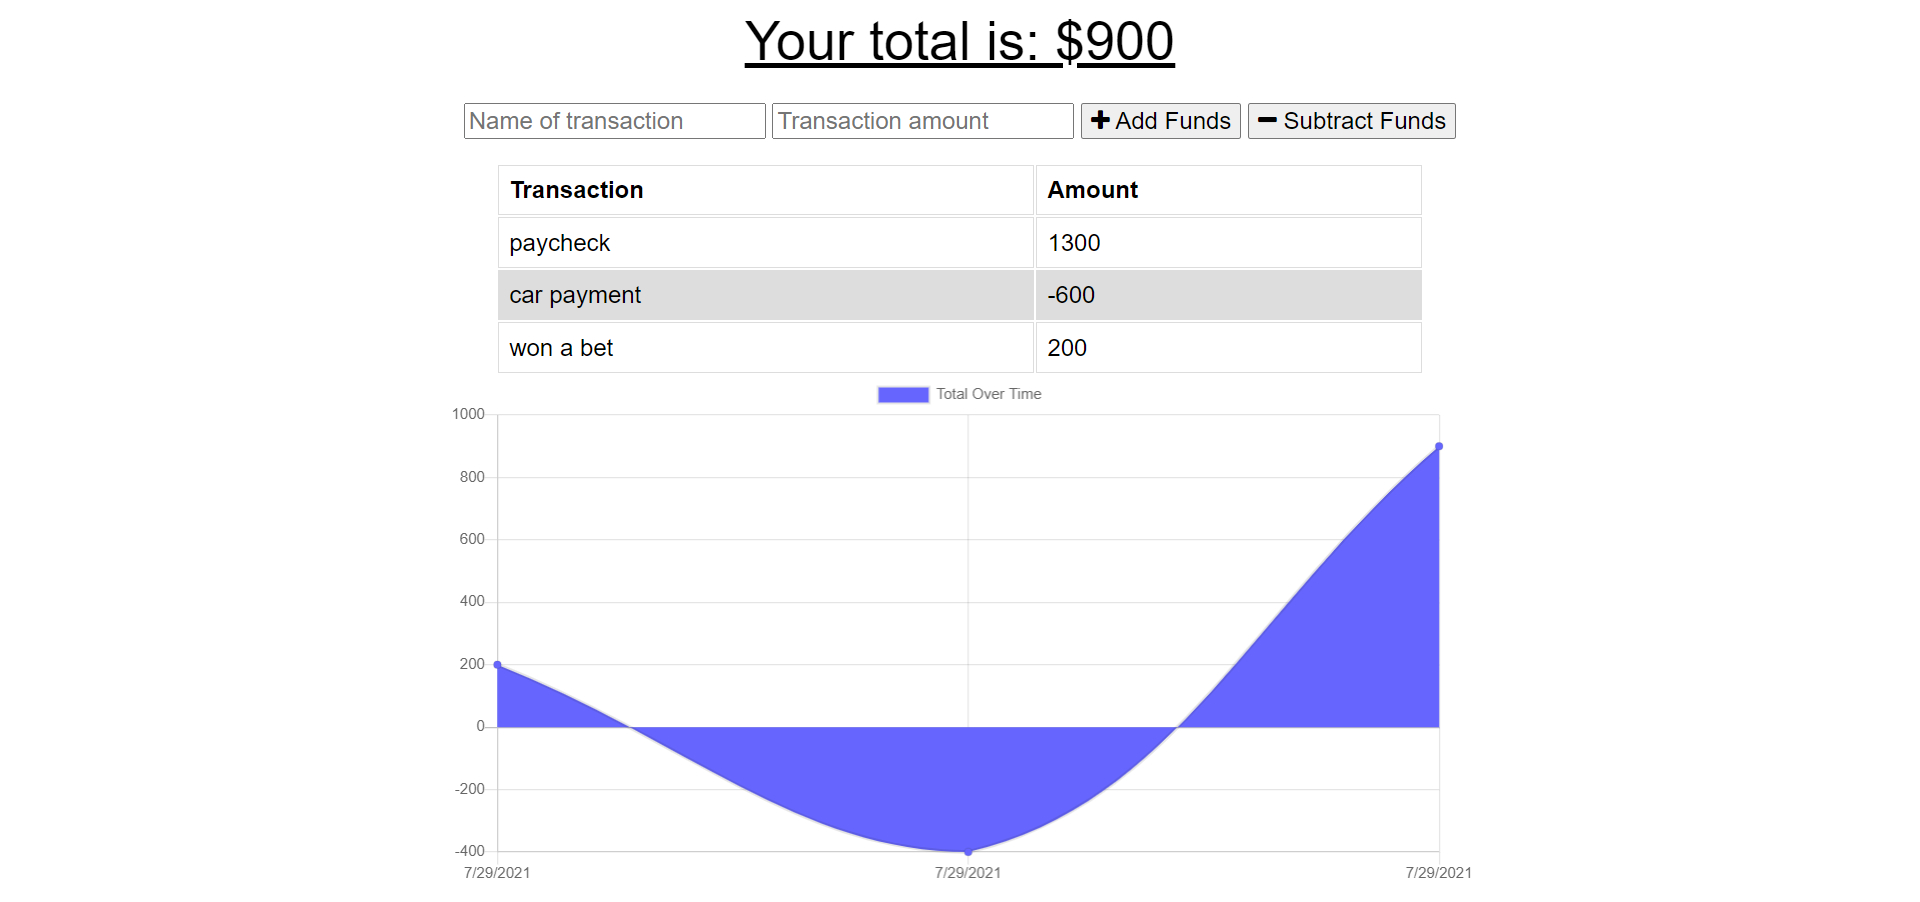 Your total is: $900
Name of transaction Transaction amount Add Funds Subtract Funds
Transaction Amount
paycheck 1300
car payment -600
won a bet 200
Total Over Time
1000
800
600
400
200
0
-200
-400
7/29/2021 7/29/2021 7/29/2021